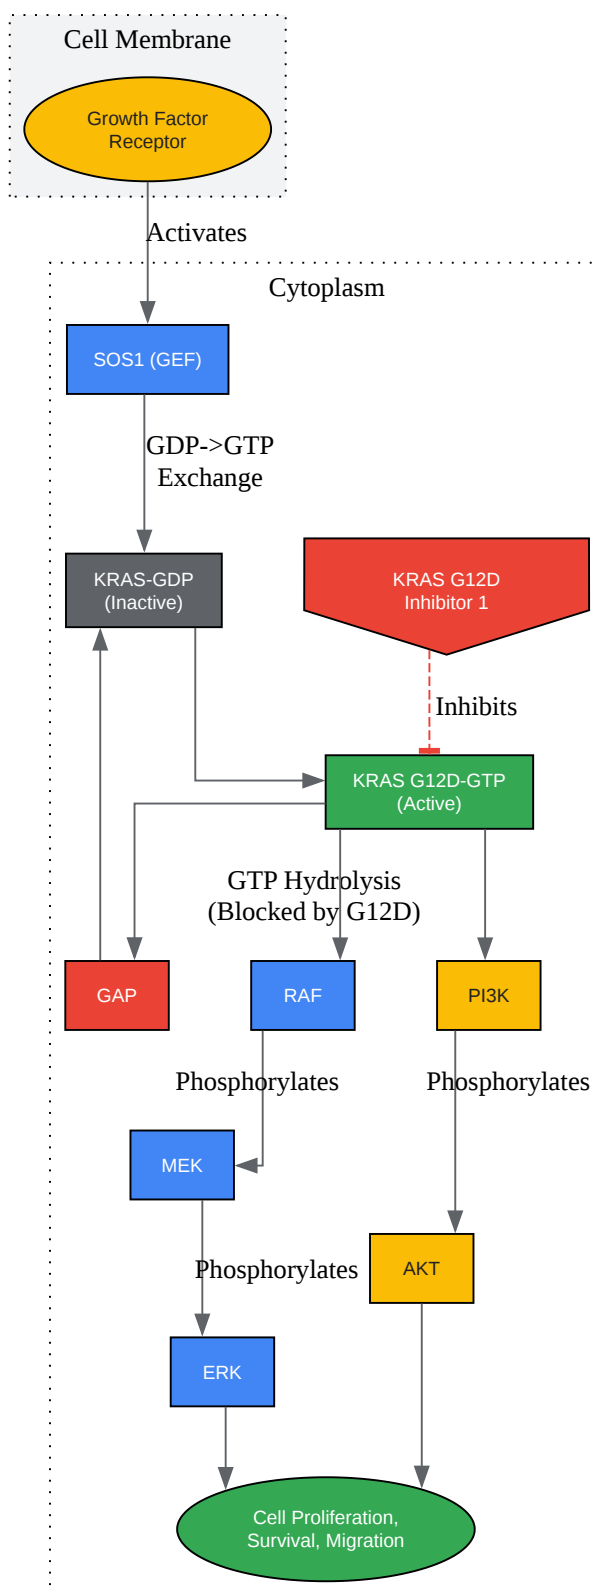 Cell Membrane
Growth Factor
Receptor
Activates
Cytoplasm
SOS1 (GEF)
GDP->GTP
Exchange
KRAS-GDP
(Inactive)
KRAS G12D
Inhibitor 1
Inhibits
KRAS G12D-GTP
(Active)
GTP Hydrolysis
(Blocked by G12D)
GAP
RAF
PI3K
Phosphorylates
Phosphorylates
MEK
Phosphorylates
AKT
ERK
Cell Proliferation,
Survival, Migration